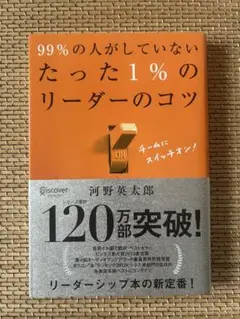 99%の人がしていない
たった1%の
リーダーのコツ
チームに
スイッチオン!
Discover
河野英太郎
シリーズ累計
120万部突破!
リーダーシップ本の新定番!